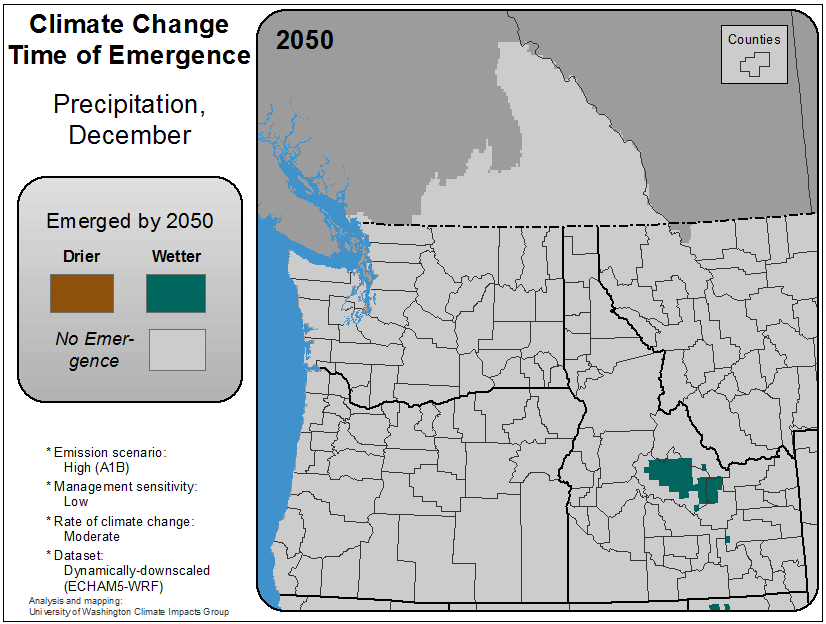 Climate Change
Time of Emergence
Precipitation,
December
Emerged by 2050
Drier
Wetter
No Emer-
gence
* Emission scenario:
High (A1B)
* Management sensitivity:
Low
* Rate of climate change:
Moderate
* Dataset:
Dynamically-downscaled
(ECHAM5-WRF)
Analysis and mapping:
University of Washington Climate Impacts Group
2050
Counties